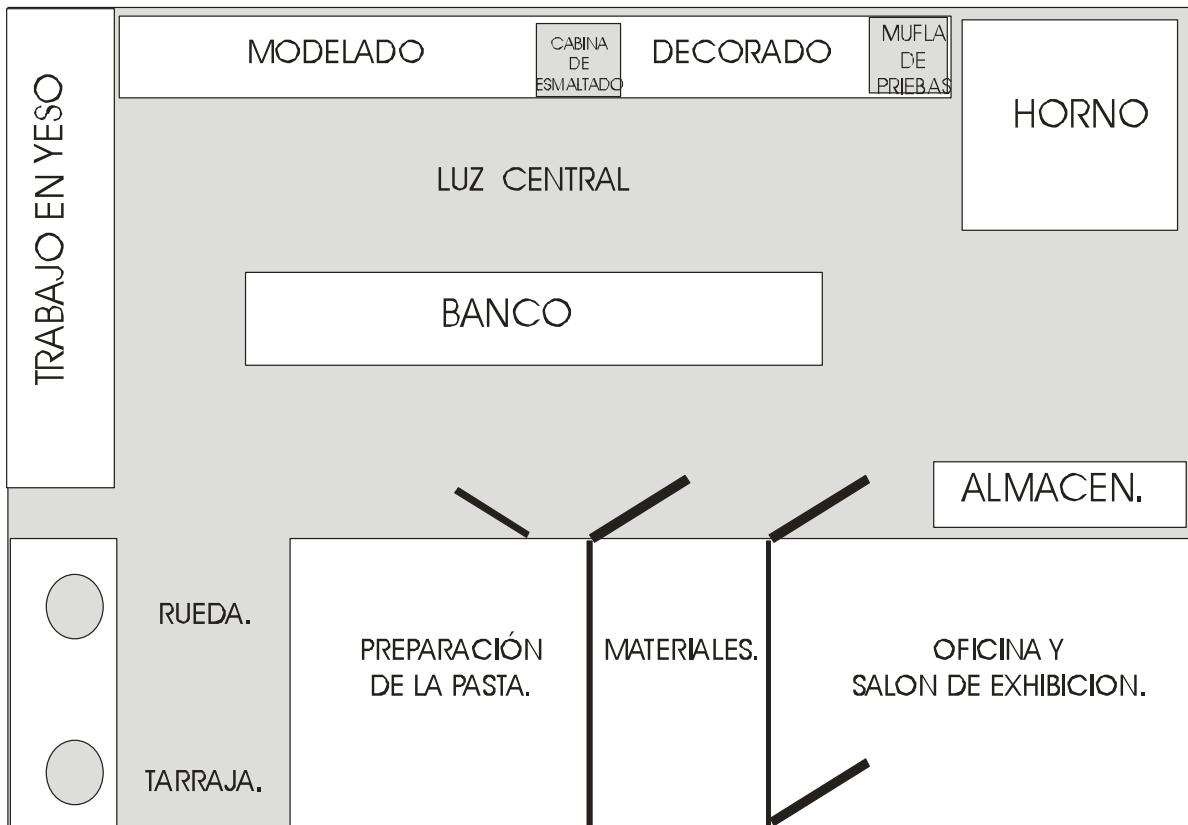 MODELADO
CABINA
DE
ESMALTADO
DECORADO
MUFLA
DE
PRIEBAS
HORNO
TRABAJO EN YESO
LUZ CENTRAL
BANCO
ALMACEN.
RUEDA.
PREPARACIÓN
DE LA PASTA.
MATERIALES.
OFICINA Y
SALON DE EXHIBICION.
TARRAJA.